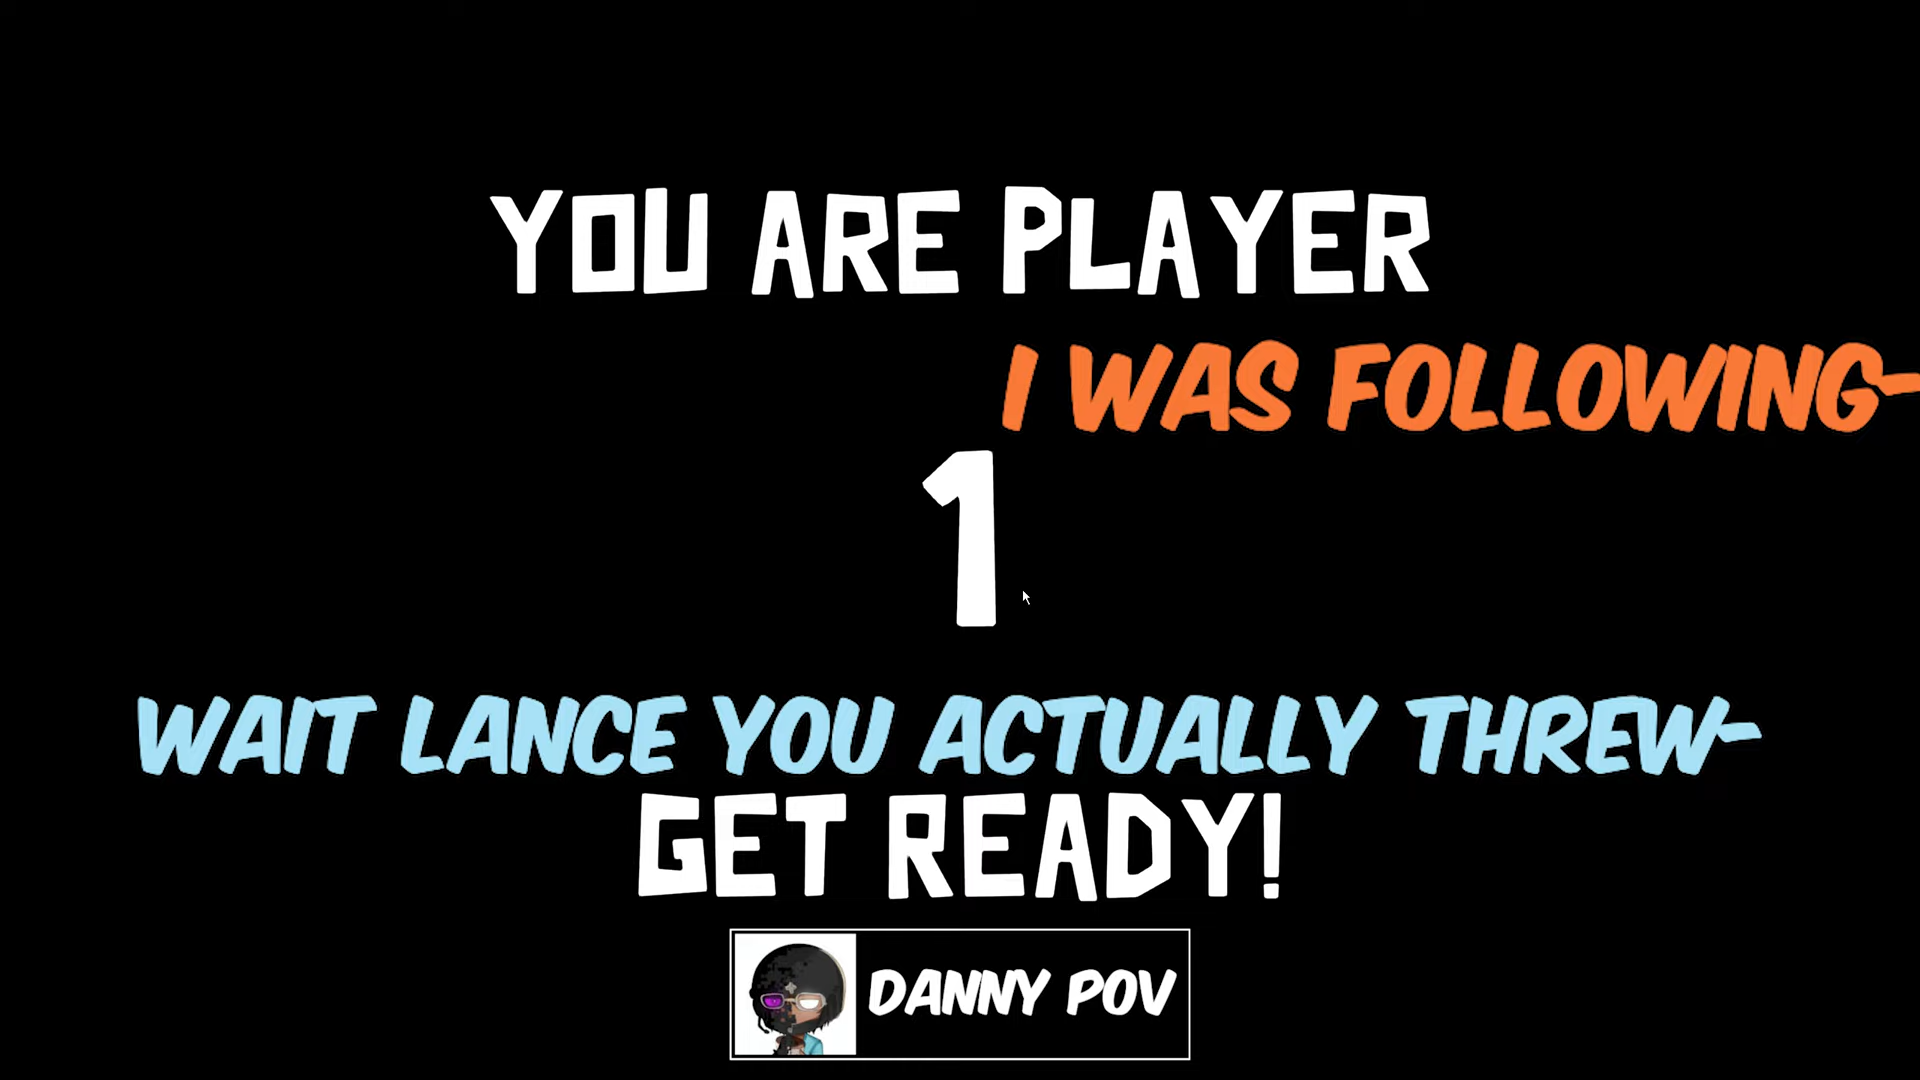 YOU ARE PLAYER
I WAS FOLLOWING-
1
WAIT LANCE YOU ACTUALLY THREW-
GET READY!
DANNY POV